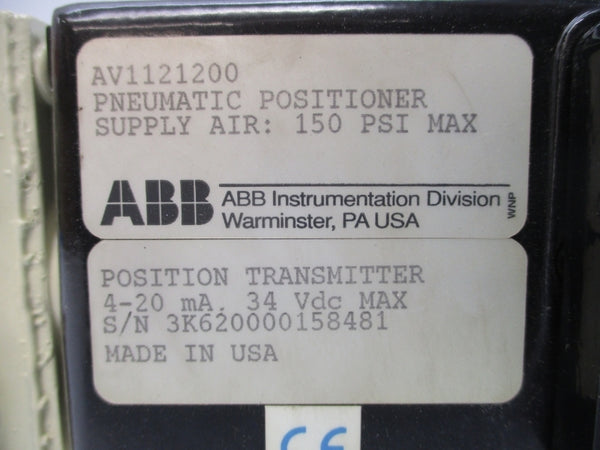 AV1121200
PNEUMATIC POSITIONER
SUPPLY AIR: 150 PSI MAX
ABB ABB Instrumentation Division
Warminster, PA USA
WNP
POSITION TRANSMITTER
4-20 mA. 34 Vdc MAX
S/N 3K620000158481
MADE IN USA
CE